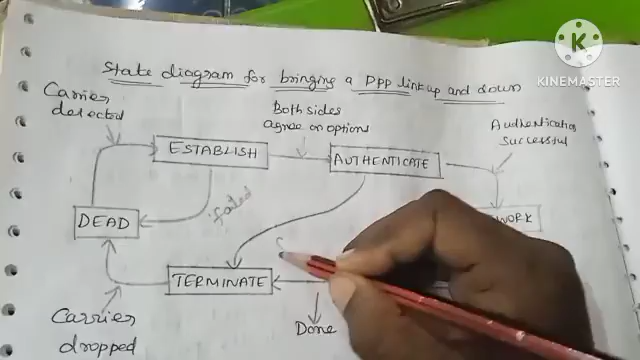 K
KINEMASTER
State diagram for bringing a PPP link up and down
Carrier
detected
Both sides
agree on options
Authentication
successful
ESTABLISH
AUTHENTICATE
failed
DEAD
WORK
TERMINATE
Carrier
dropped
Done